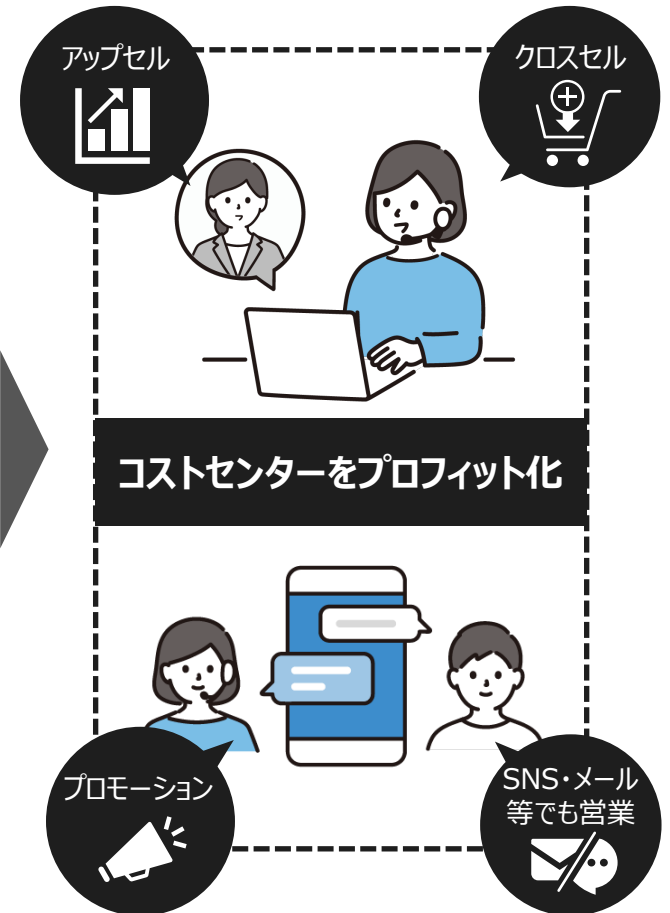 アップセル
クロスセル
コストセンターをプロフィット化
プロモーション
SNS・メール
等でも営業